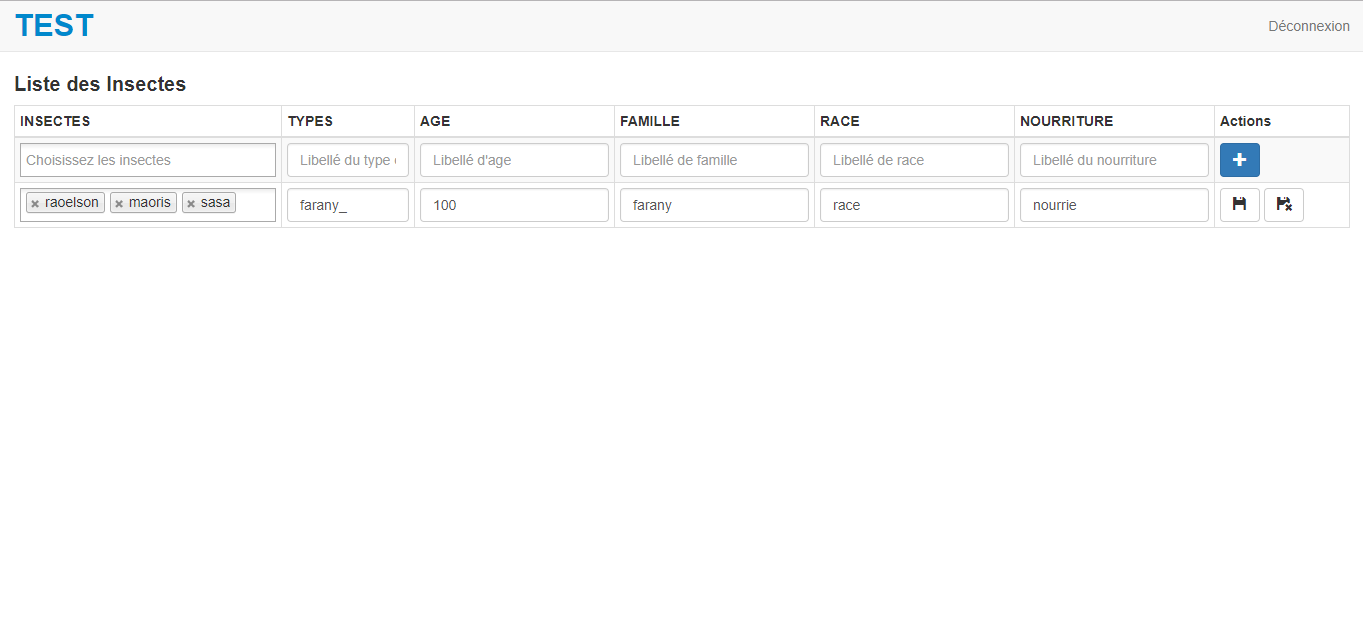 TEST
Déconnexion
Liste des Insectes
INSECTES TYPES AGE FAMILLE RACE NOURRITURE Actions
Choisissez les insectes Libellé du type Libellé d'age Libellé de famille Libellé de race Libellé du nourriture
raoelson maoris sasa farany_ 100 farany race nourrie